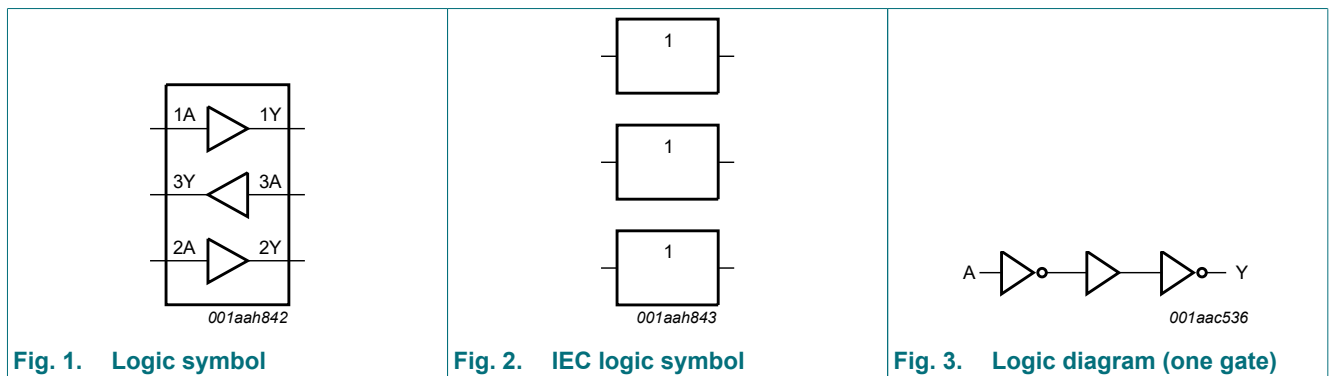 1A 1Y
3Y 3A
2A 2Y
001aah842
Fig. 1. Logic symbol
1
1
1
001aah843
Fig. 2. IEC logic symbol
A Y
001aac536
Fig. 3. Logic diagram (one gate)